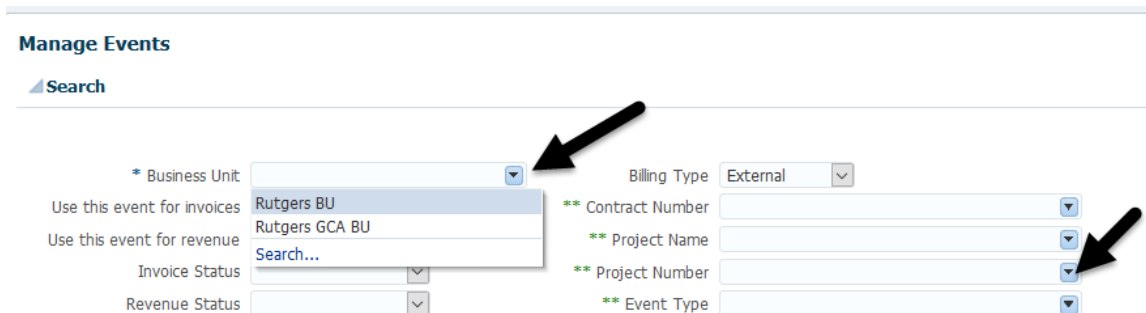 Manage Events
Search
* Business Unit
Rutgers BU
Rutgers GCA BU
Search...
Use this event for invoices
Use this event for revenue
Invoice Status
Revenue Status
Billing Type External
** Contract Number
** Project Name
** Project Number
** Event Type